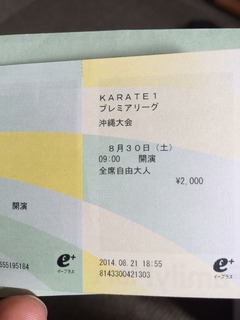 KARATE1
プレミアリーグ
沖縄大会
8月30日(土)
09:00 開演
全席自由大人
¥2,000
開演
555195184
e+
イープラス
2014.08.21 18:55
8143300421303
e+
イープラス